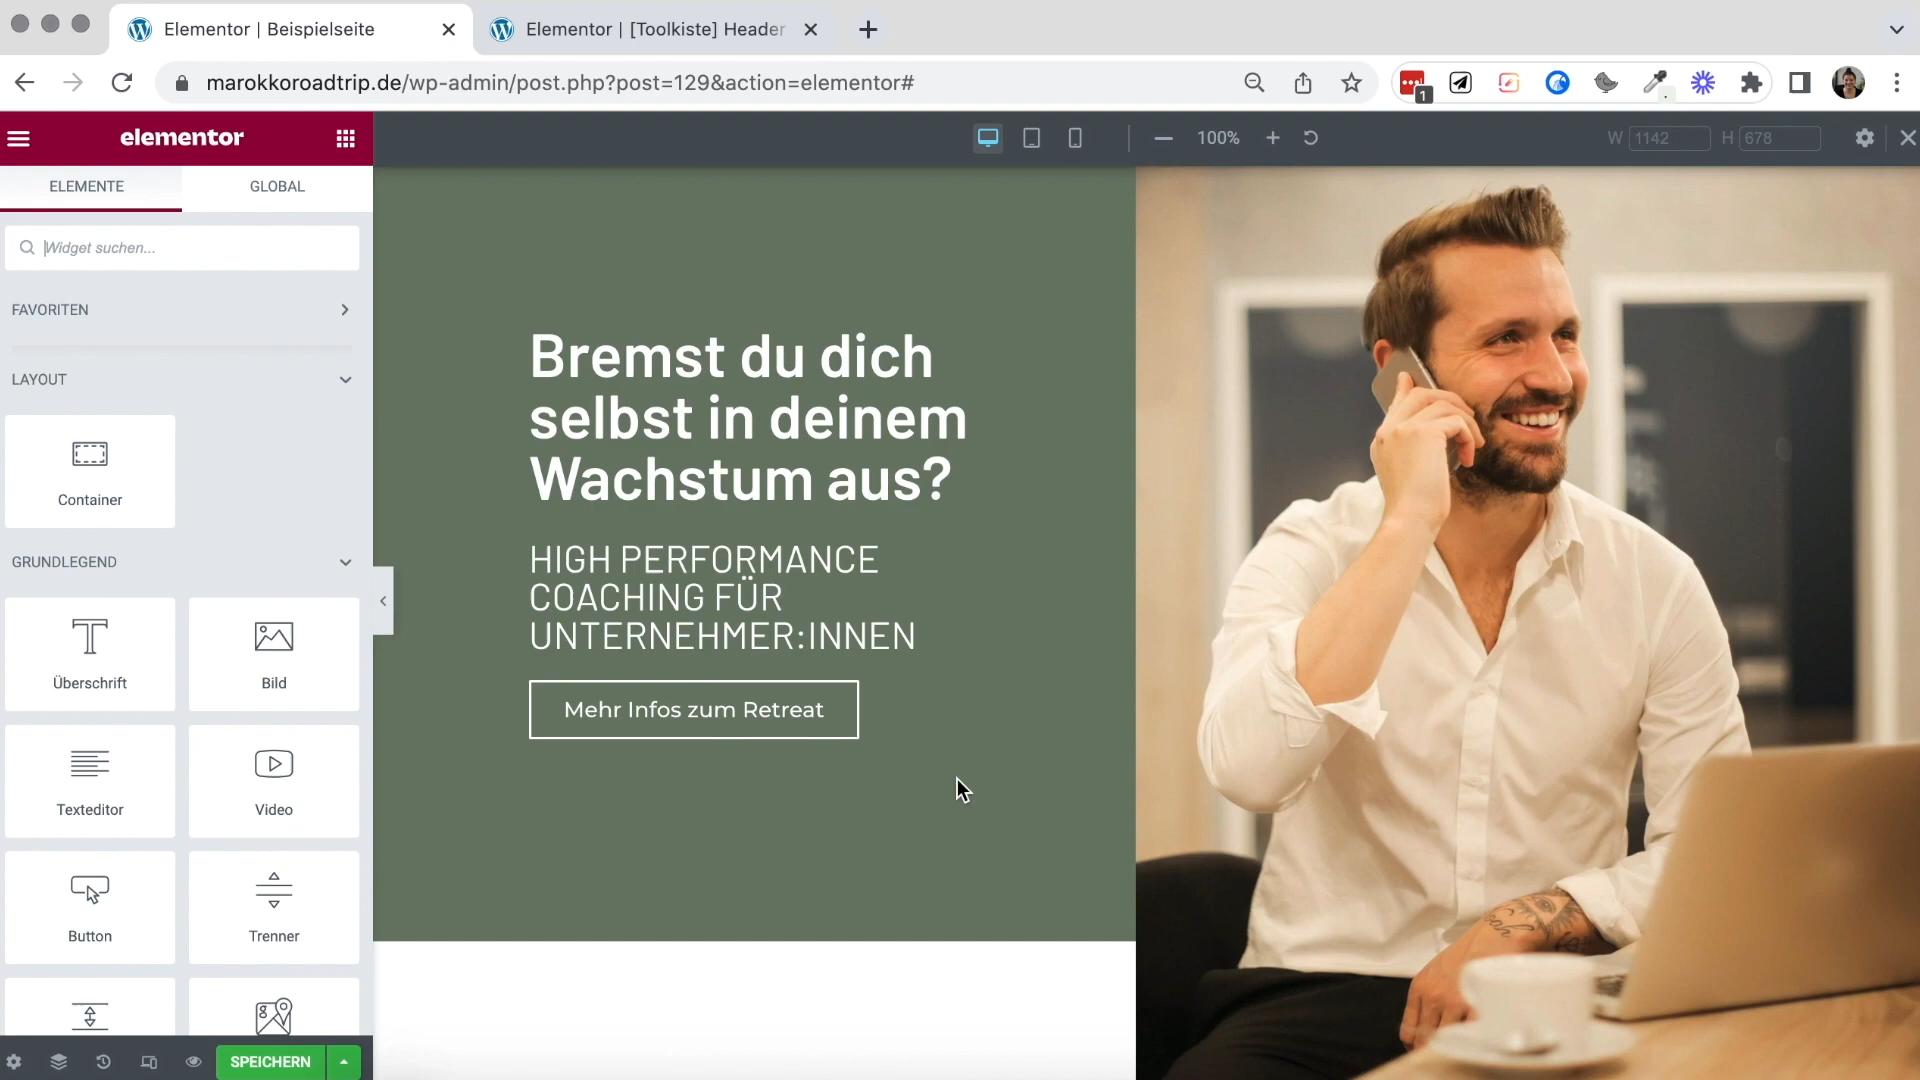 Elementor | Beispielseite
Elementor | [Toolkiste] Header
marokkoroadtrip.de/wp-admin/post.php?post=129&action=elementor#
1
elementor
100%
W 1142
H 678
ELEMENTE
GLOBAL
Widget suchen...
FAVORITEN
LAYOUT
Container
GRUNDLEGEND
Überschrift
Bild
Texteditor
Video
Button
Trenner
SPEICHERN
Bremst du dich
selbst in deinem
Wachstum aus?
HIGH PERFORMANCE
COACHING FÜR
UNTERNEHMER:INNEN
Mehr Infos zum Retreat